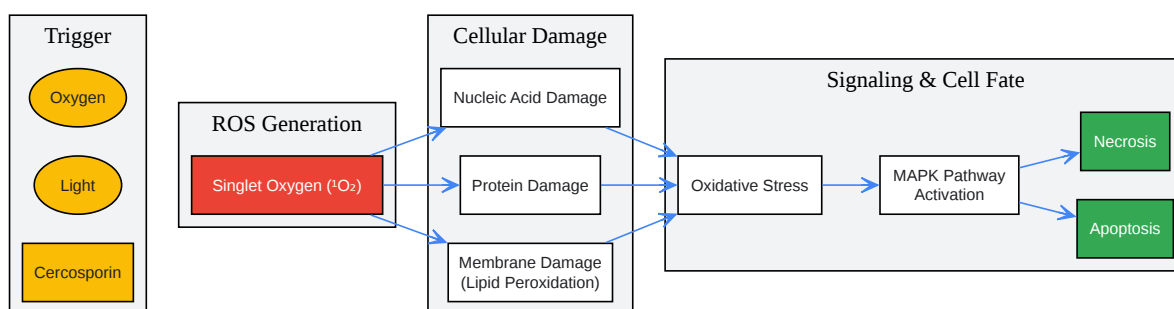 Trigger
Oxygen
Light
Cercosporin
ROS Generation
Singlet Oxygen (¹O₂)
Cellular Damage
Nucleic Acid Damage
Protein Damage
Membrane Damage
(Lipid Peroxidation)
Signaling & Cell Fate
Oxidative Stress
MAPK Pathway
Activation
Necrosis
Apoptosis